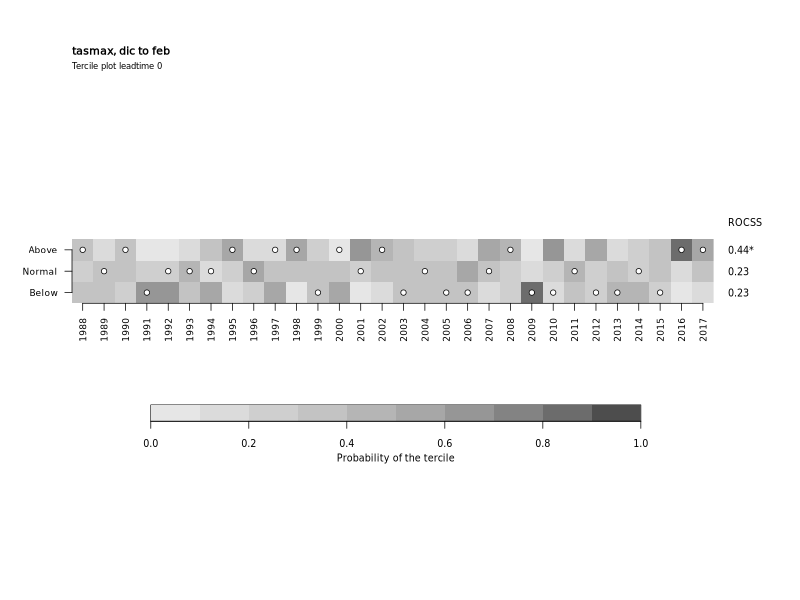 tasmax, dic to feb
Tercile plot leadtime 0
ROCSS
Above 0.44*
Normal 0.23
Below 0.23
1988 1989 1990 1991 1992 1993 1994 1995 1996 1997 1998 1999 2000 2001 2002 2003 2004 2005 2006 2007 2008 2009 2010 2011 2012 2013 2014 2015 2016 2017
0.0 0.2 0.4 0.6 0.8 1.0
Probability of the tercile